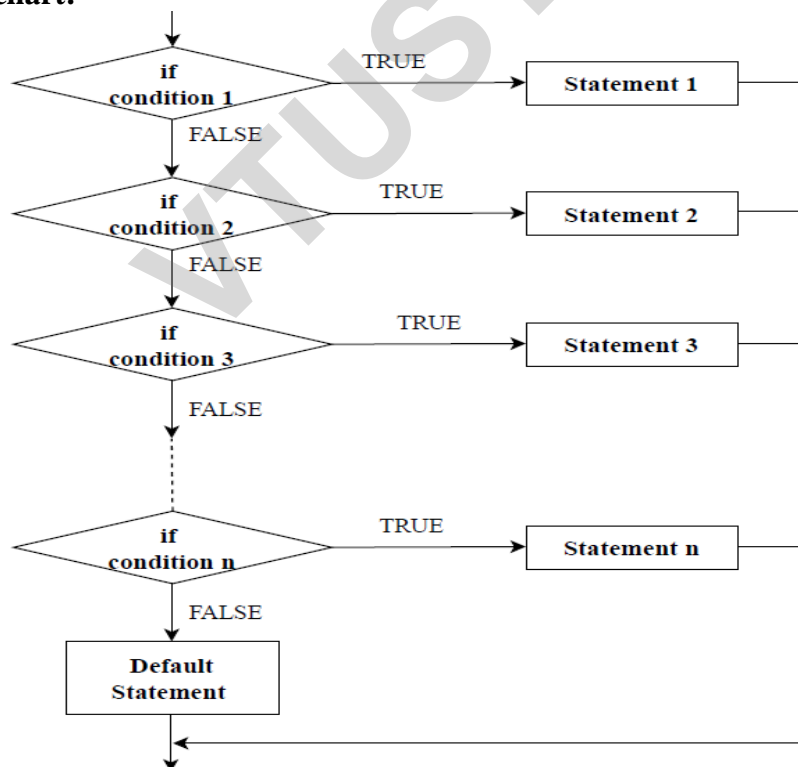 chart:
TRUE
if
condition 1
Statement 1
FALSE
TRUE
if
condition 2
Statement 2
FALSE
TRUE
if
condition 3
Statement 3
FALSE
TRUE
if
condition n
Statement n
FALSE
Default
Statement
VTUS